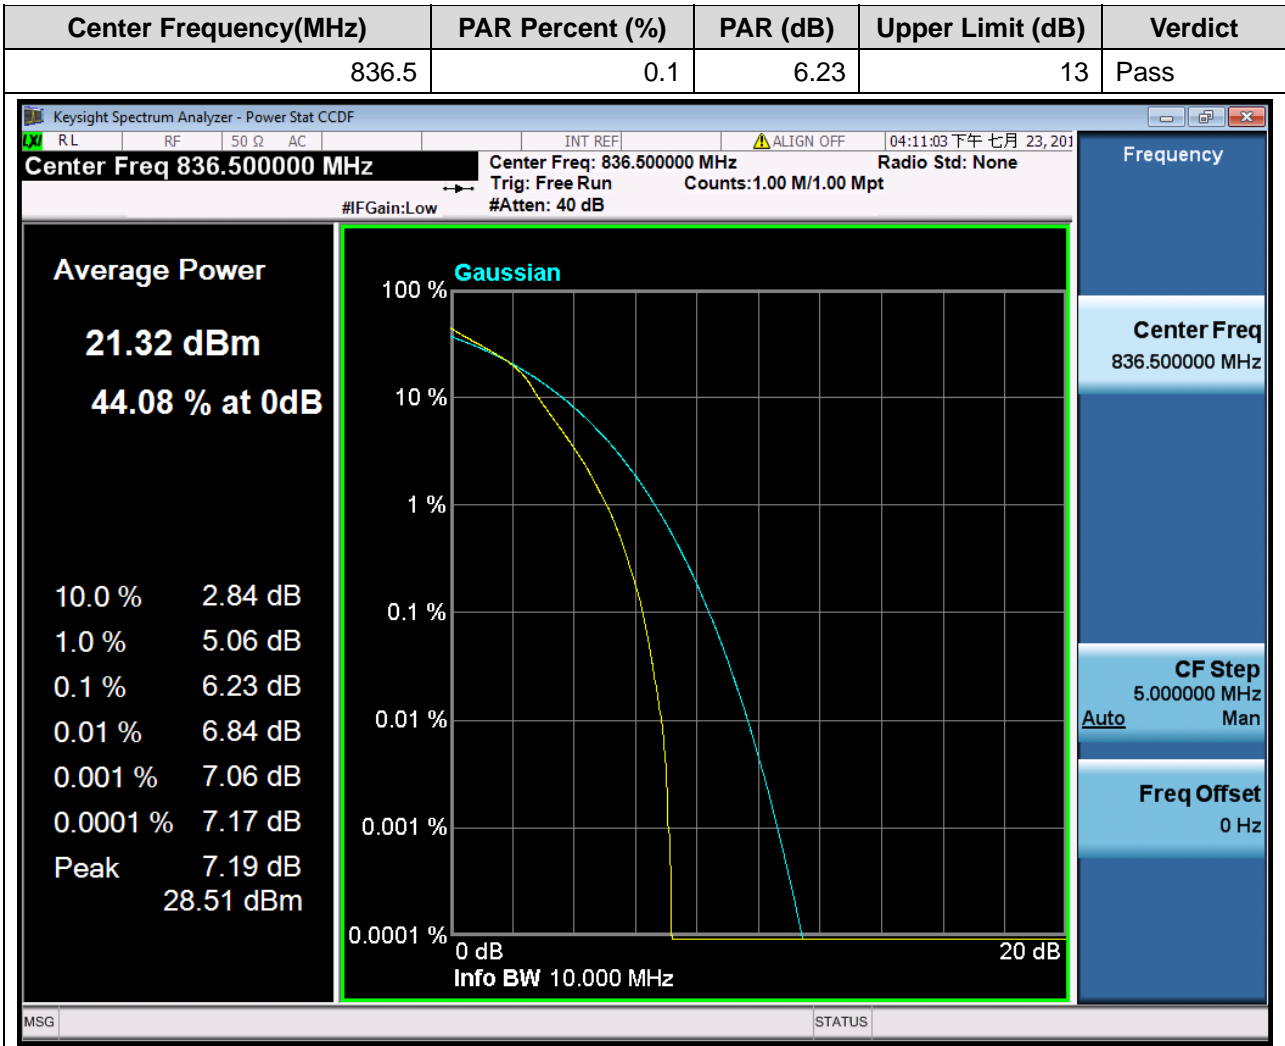 Center Frequency(MHz) PAR Percent (%) PAR (dB) Upper Limit (dB) Verdict
836.5 0.1 6.23 13 Pass
Keysight Spectrum Analyzer - Power Stat CCDF
LXI RL RF 50 Ω AC INT REF ALIGN OFF 04:11:03 下午 七月 23, 201
Center Freq 836.500000 MHz
Center Freq: 836.500000 MHz Radio Std: None
Trig: Free Run Counts:1.00 M/1.00 Mpt
#IFGain:Low #Atten: 40 dB
Average Power
21.32 dBm
44.08 % at 0dB
10.0 % 2.84 dB
1.0 % 5.06 dB
0.1 % 6.23 dB
0.01 % 6.84 dB
0.001 % 7.06 dB
0.0001 % 7.17 dB
Peak 7.19 dB
28.51 dBm
Gaussian
100 %
10 %
1 %
0.1 %
0.01 %
0.001 %
0.0001 %
0 dB 20 dB
Info BW 10.000 MHz
Frequency
Center Freq
836.500000 MHz
CF Step
5.000000 MHz
Auto Man
Freq Offset
0 Hz
MSG STATUS